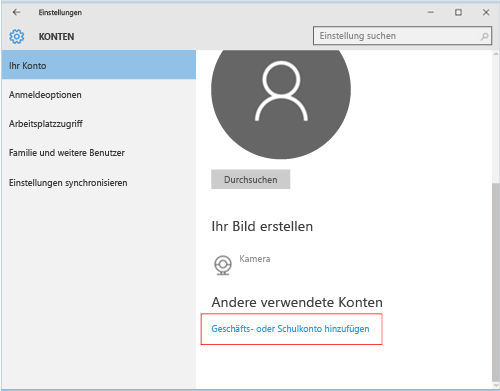 Einstellungen
KONTEN
Einstellung suchen
Ihr Konto
Anmeldeoptionen
Arbeitsplatzzugriff
Familie und weitere Benutzer
Einstellungen synchronisieren
Durchsuchen
Ihr Bild erstellen
Kamera
Andere verwendete Konten
Geschäfts- oder Schulkonto hinzufügen